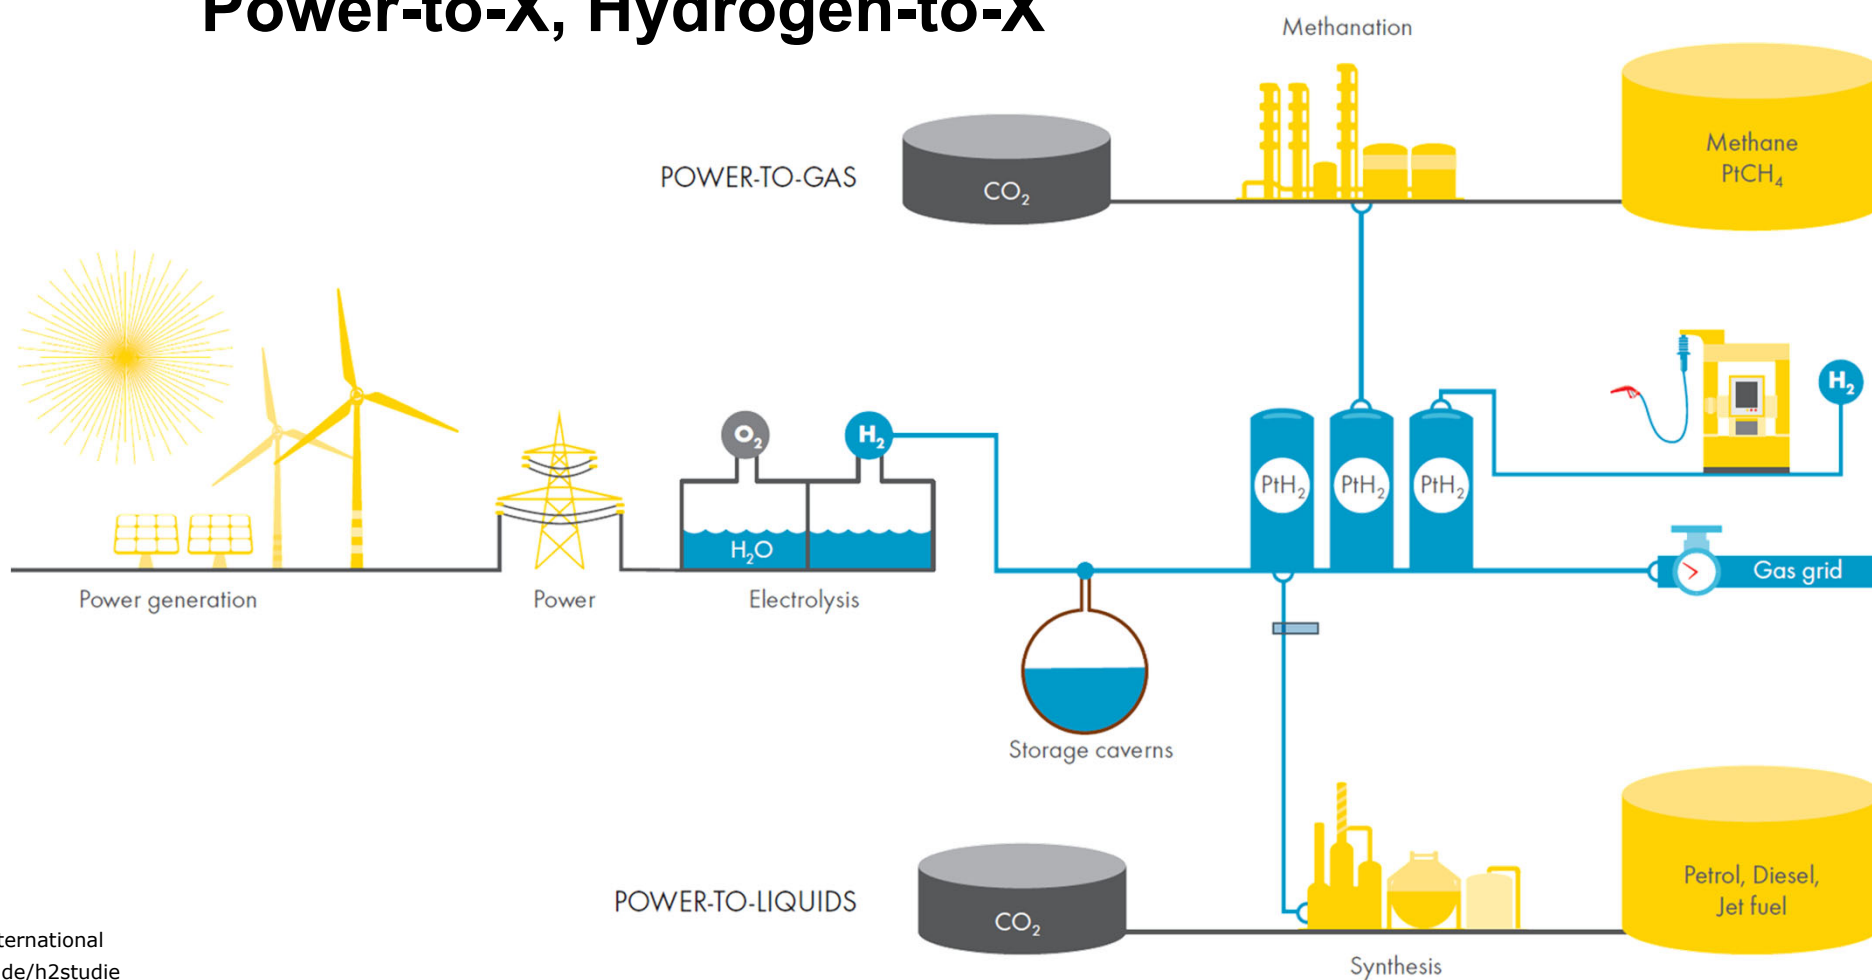 Power-to-X, Hydrogen-to-X
Methanation
POWER-TO-GAS
CO₂
Methane
PtCH₄
O₂
H₂
H₂
PtH₂
PtH₂
PtH₂
H₂O
Gas grid
Power generation
Power
Electrolysis
Storage caverns
POWER-TO-LIQUIDS
CO₂
Petrol, Diesel,
Jet fuel
Synthesis
ternational
de/h2studie